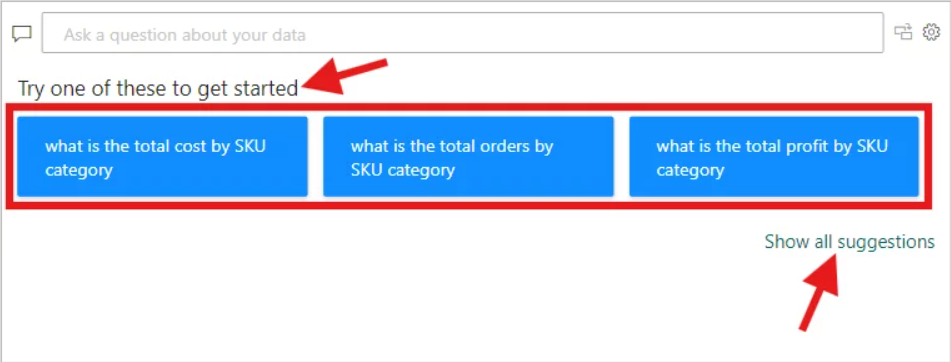 Ask a question about your data
Try one of these to get started
what is the total cost by SKU
category
what is the total orders by
SKU category
what is the total profit by SKU
category
Show all suggestions